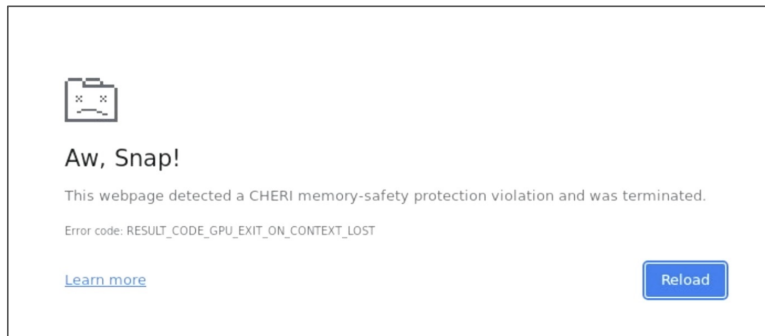 Aw, Snap!
This webpage detected a CHERI memory-safety protection violation and was terminated.
Error code: RESULT_CODE_GPU_EXIT_ON_CONTEXT_LOST
Learn more
Reload